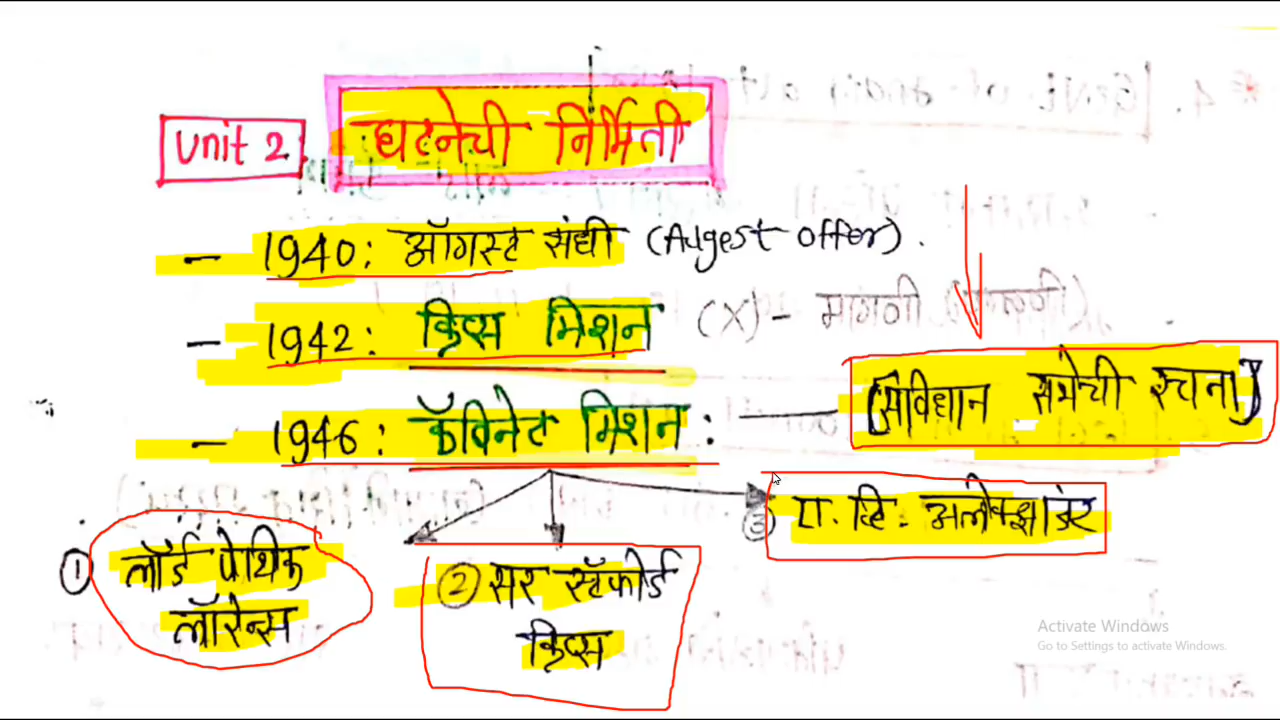 Unit 2
घटनेची निर्मिती
- 1940: ऑगस्ट संधी (Augest offer).
- 1942: क्रिप्स मिशन (X) - मागणी
- 1946: कॅबिनेट मिशन: (संविधान सभेची रचना)
① लॉर्ड पेथिक लॉरेन्स
② सर स्टॅफोर्ड क्रिप्स
③ ए. व्हि. अलेक्झांडर
Activate Windows
Go to Settings to activate Windows.